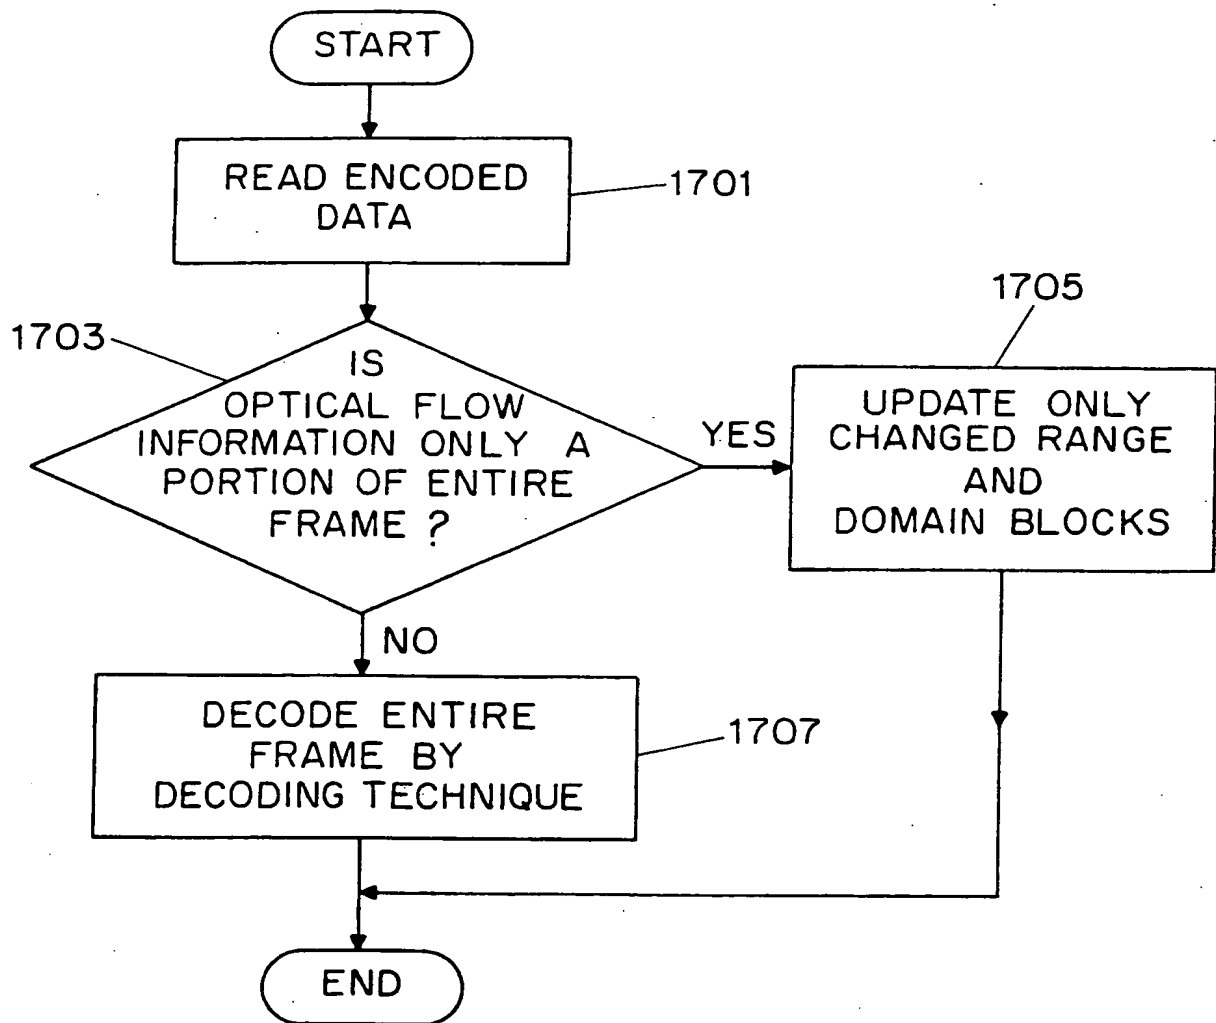 START
READ ENCODED
DATA
1701
1703
IS
OPTICAL FLOW
INFORMATION ONLY A
PORTION OF ENTIRE
FRAME ?
YES
1705
UPDATE ONLY
CHANGED RANGE
AND
DOMAIN BLOCKS
NO
DECODE ENTIRE
FRAME BY
DECODING TECHNIQUE
1707
END